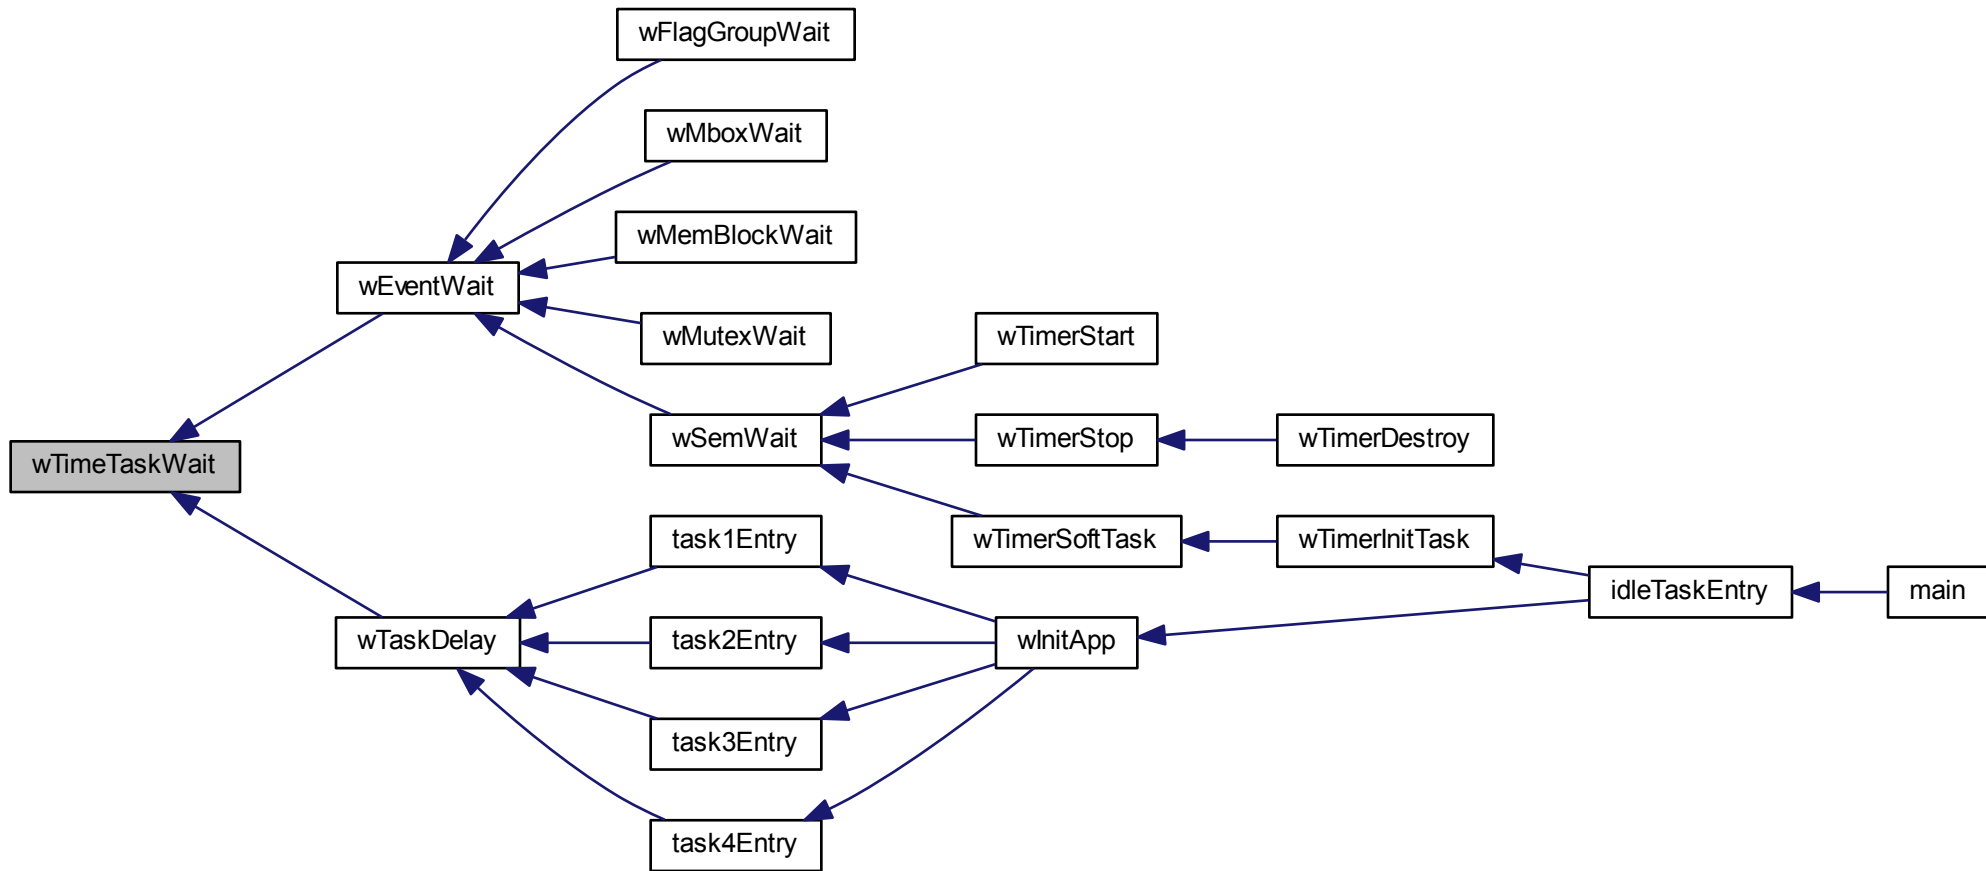 wFlagGroupWait
wMboxWait
wMemBlockWait
wEventWait
wMutexWait
wTimerStart
wSemWait
wTimerStop
wTimerDestroy
wTimeTaskWait
task1Entry
wTimerSoftTask
wTimerInitTask
idleTaskEntry
main
wTaskDelay
task2Entry
wInitApp
task3Entry
task4Entry